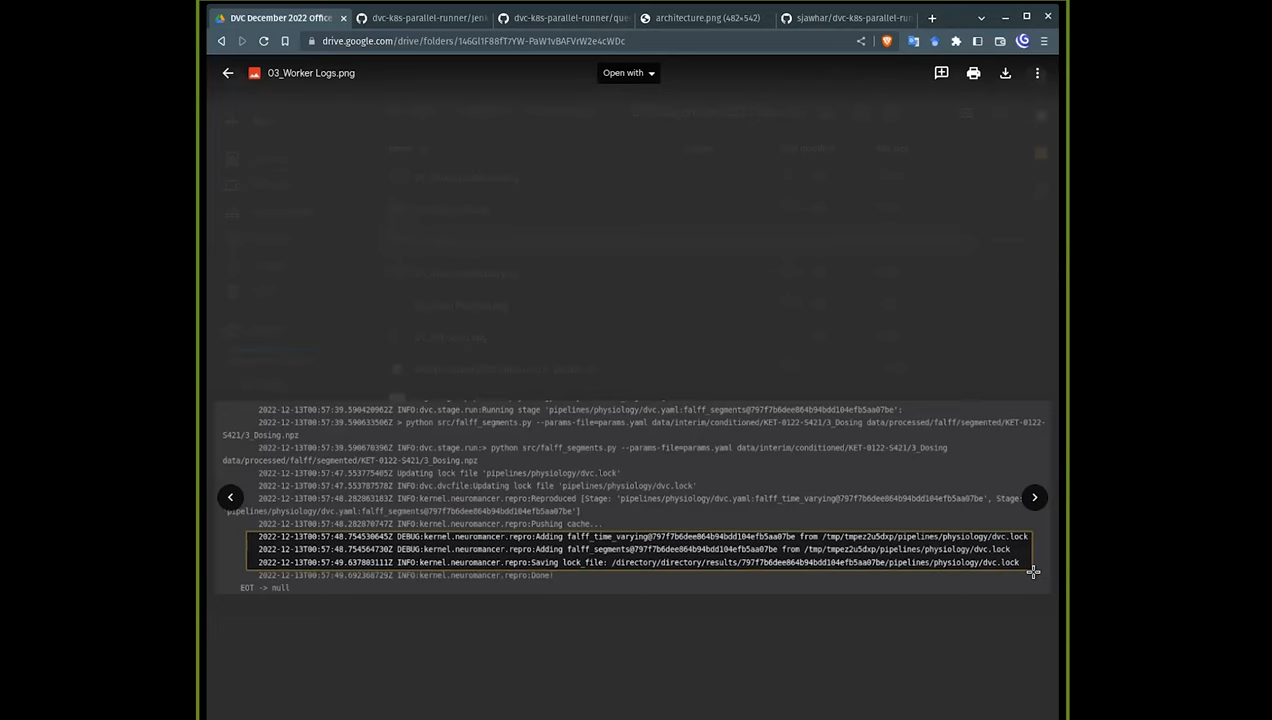 DVC December 2022 Office
dvc-k8s-parallel-runner/jenk
dvc-k8s-parallel-runner/que
architecture.png (482×542)
sjawhar/dvc-k8s-parallel-run
drive.google.com/drive/folders/146Gl1F88fT7YW-PaW1vBAFVrW2e4cWDc
03_Worker Logs.png
Open with
2022-12-13T00:57:39.590420962Z INFO:dvc.stage.run:Running stage 'pipelines/physiology/dvc.yaml:falff_segments@797f7b6dee864b94bdd104efb5aa07be':
2022-12-13T00:57:39.590633506Z > python src/falff_segments.py --params-file=params.yaml data/interim/conditioned/KET-0122-S421/3_Dosing data/processed/falff/segmented/KET-0122-
S421/3_Dosing.npz
2022-12-13T00:57:39.590670396Z INFO:dvc.stage.run:> python src/falff_segments.py --params-file=params.yaml data/interim/conditioned/KET-0122-S421/3_Dosing
data/processed/falff/segmented/KET-0122-S421/3_Dosing.npz
2022-12-13T00:57:47.553775405Z Updating lock file 'pipelines/physiology/dvc.lock'
2022-12-13T00:57:47.553787578Z INFO:dvc.dvcfile:Updating lock file 'pipelines/physiology/dvc.lock'
2022-12-13T00:57:48.282863183Z INFO:kernel.neuromancer.repro:Reproduced [Stage: 'pipelines/physiology/dvc.yaml:falff_time_varying@797f7b6dee864b94bdd104efb5aa07be', Stage:
pipelines/physiology/dvc.yaml:falff_segments@797f7b6dee864b94bdd104efb5aa07be']
2022-12-13T00:57:48.282870747Z INFO:kernel.neuromancer.repro:Pushing cache...
2022-12-13T00:57:48.754530645Z DEBUG:kernel.neuromancer.repro:Adding falff_time_varying@797f7b6dee864b94bdd104efb5aa07be from /tmp/tmpez2u5dxp/pipelines/physiology/dvc.lock
2022-12-13T00:57:48.754564730Z DEBUG:kernel.neuromancer.repro:Adding falff_segments@797f7b6dee864b94bdd104efb5aa07be from /tmp/tmpez2u5dxp/pipelines/physiology/dvc.lock
2022-12-13T00:57:49.637803111Z INFO:kernel.neuromancer.repro:Saving lock_file: /directory/directory/results/797f7b6dee864b94bdd104efb5aa07be/pipelines/physiology/dvc.lock
2022-12-13T00:57:49.692368729Z INFO:kernel.neuromancer.repro:Done!
EOT -> null